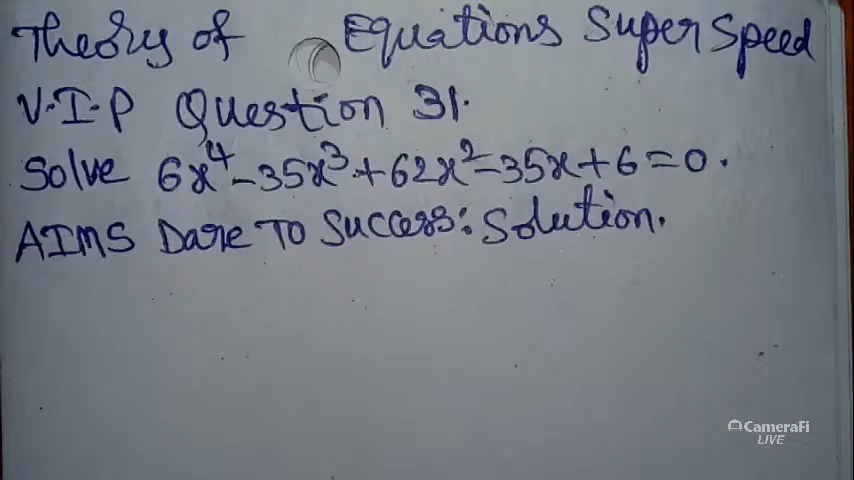 Theory of Equations Super Speed
V.I.P Question 31.
Solve 6x⁴-35x³+62x²-35x+6=0.
AIMS Dare To Success: Solution.
CameraFi
LIVE